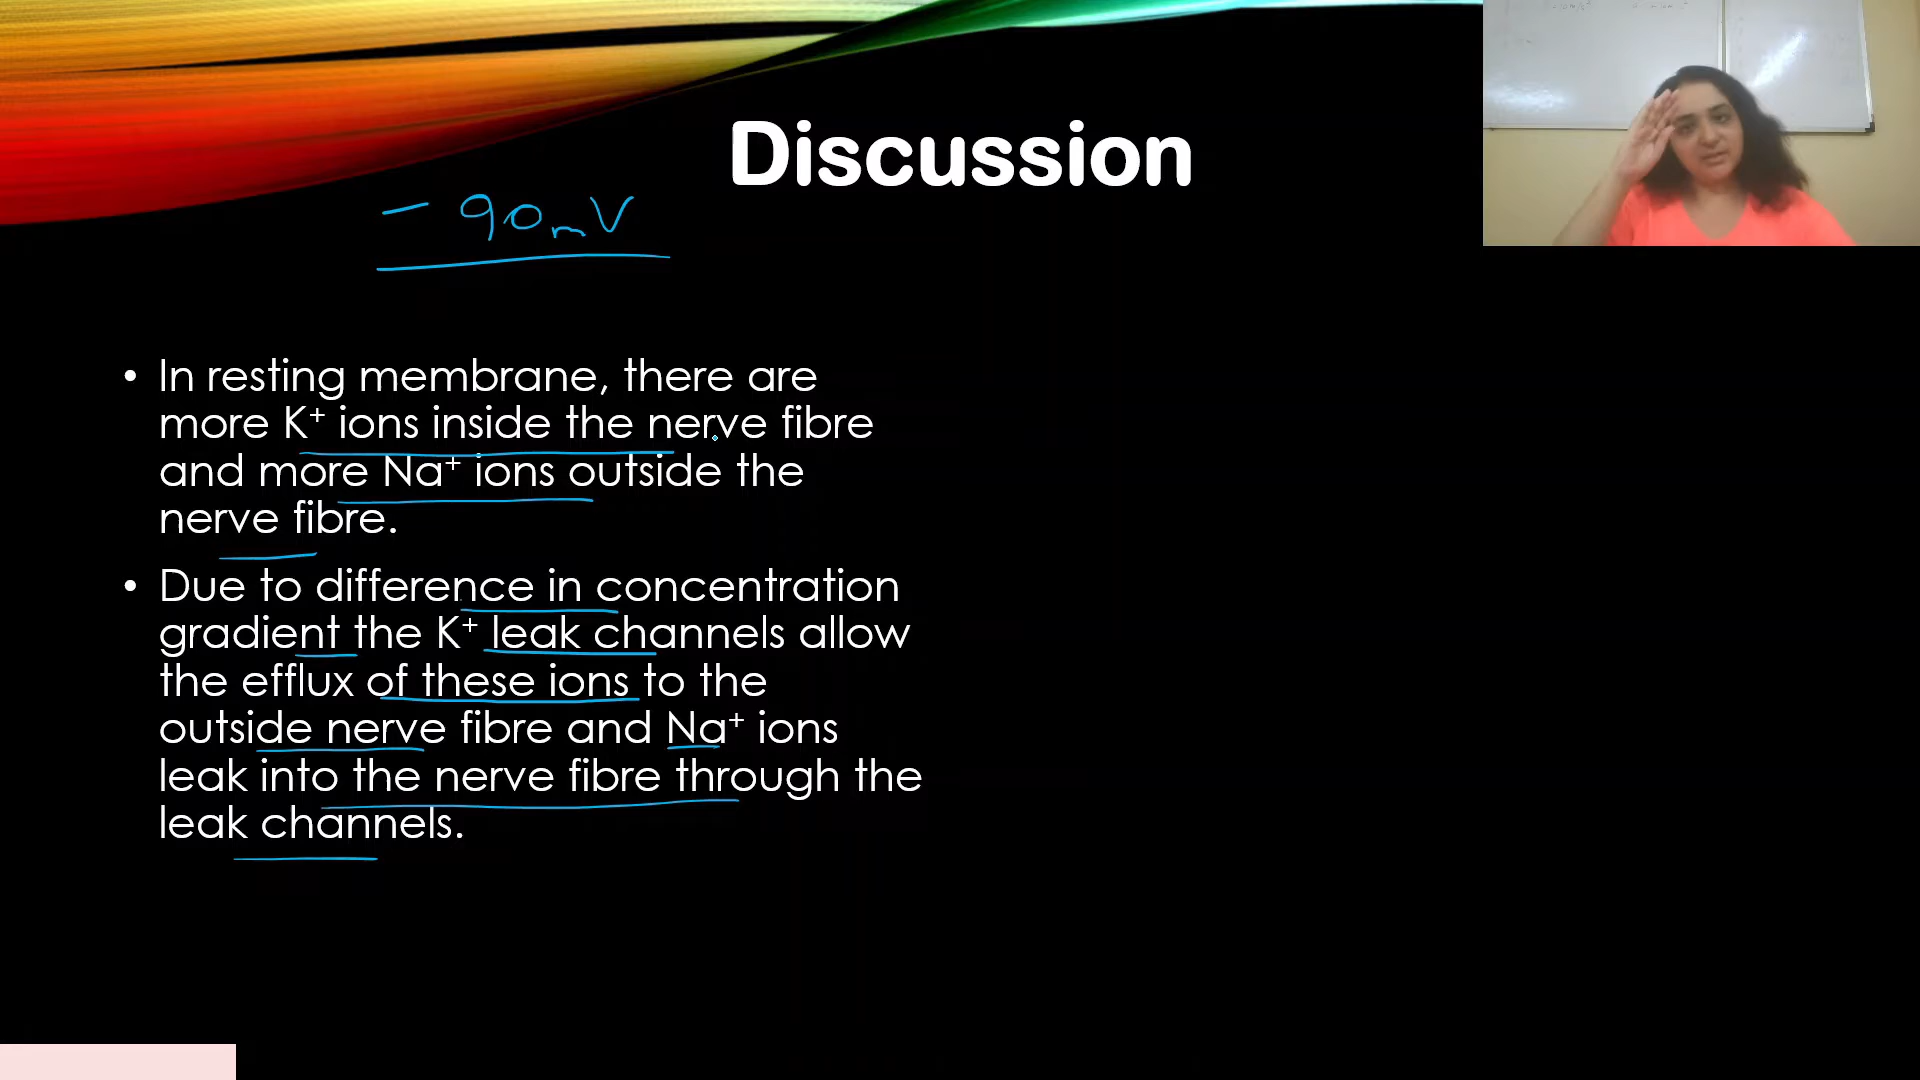 Discussion
- 90mV
• In resting membrane, there are
more K⁺ ions inside the nerve fibre
and more Na⁺ ions outside the
nerve fibre.
• Due to difference in concentration
gradient the K⁺ leak channels allow
the efflux of these ions to the
outside nerve fibre and Na⁺ ions
leak into the nerve fibre through the
leak channels.